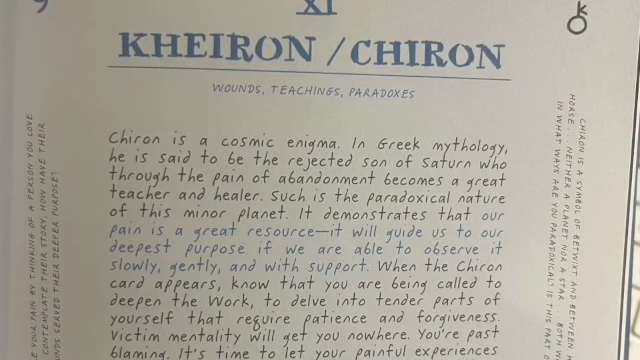 XI
KHEIRON / CHIRON
WOUNDS, TEACHINGS, PARADOXES
Chiron is a cosmic enigma. In Greek mythology,
he is said to be the rejected son of Saturn who
through the pain of abandonment becomes a great
teacher and healer. Such is the paradoxical nature
of this minor planet. It demonstrates that our
pain is a great resource—it will guide us to our
deepest purpose if we are able to observe it
slowly, gently, and with support. When the Chiron
card appears, know that you are being called to
deepen the Work, to delve into tender parts of
yourself that require patience and forgiveness.
Victim mentality will get you nowhere. You're past
blaming. It's time to let your painful experiences
YOUR PAIN BY THINKING OF A PERSON YOU LOVE
CONTEMPLATE THEIR STORY; HOW HAVE THEIR
SERVED THEIR DEEPER PURPOSE?
CHIRON IS A SYMBOL OF BETWIXT AND BETWEEN
HORSE... NEITHER A PLANET NOR A STAR... BOTH
IN WHAT WAYS ARE YOU PARADOXICAL? IS THIS PART